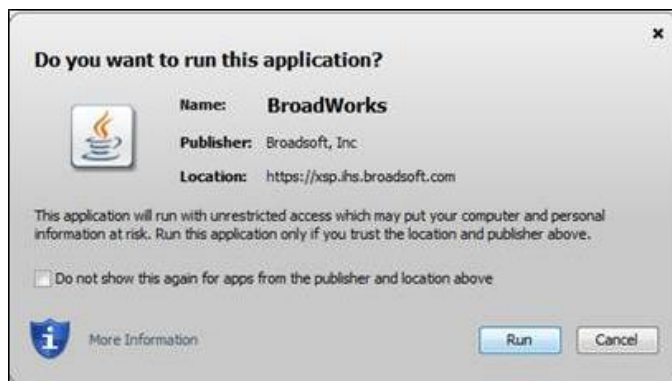 Do you want to run this application?
Name: BroadWorks
Publisher: Broadsoft, Inc
Location: https://xsp.ihs.broadsoft.com
This application will run with unrestricted access which may put your computer and personal
information at risk. Run this application only if you trust the location and publisher above.
Do not show this again for apps from the publisher and location above
More Information
Run
Cancel